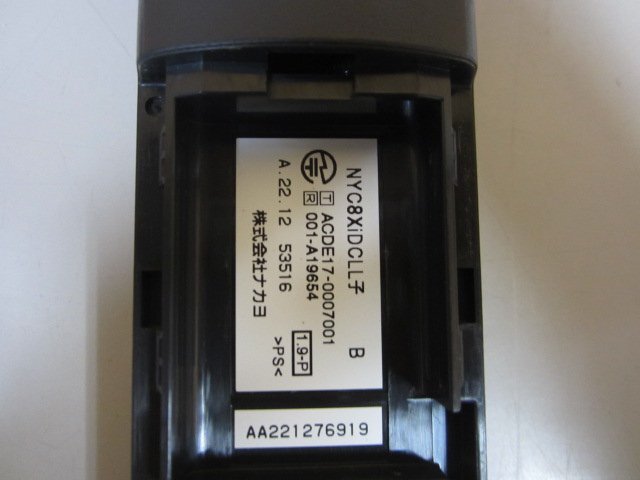 NYC8XiDCLL子 B
T ACDE17-0007001
R 001-A19654
1.9-P
A.22.12 53516
>PS<
株式会社ナカヨ
AA221276919